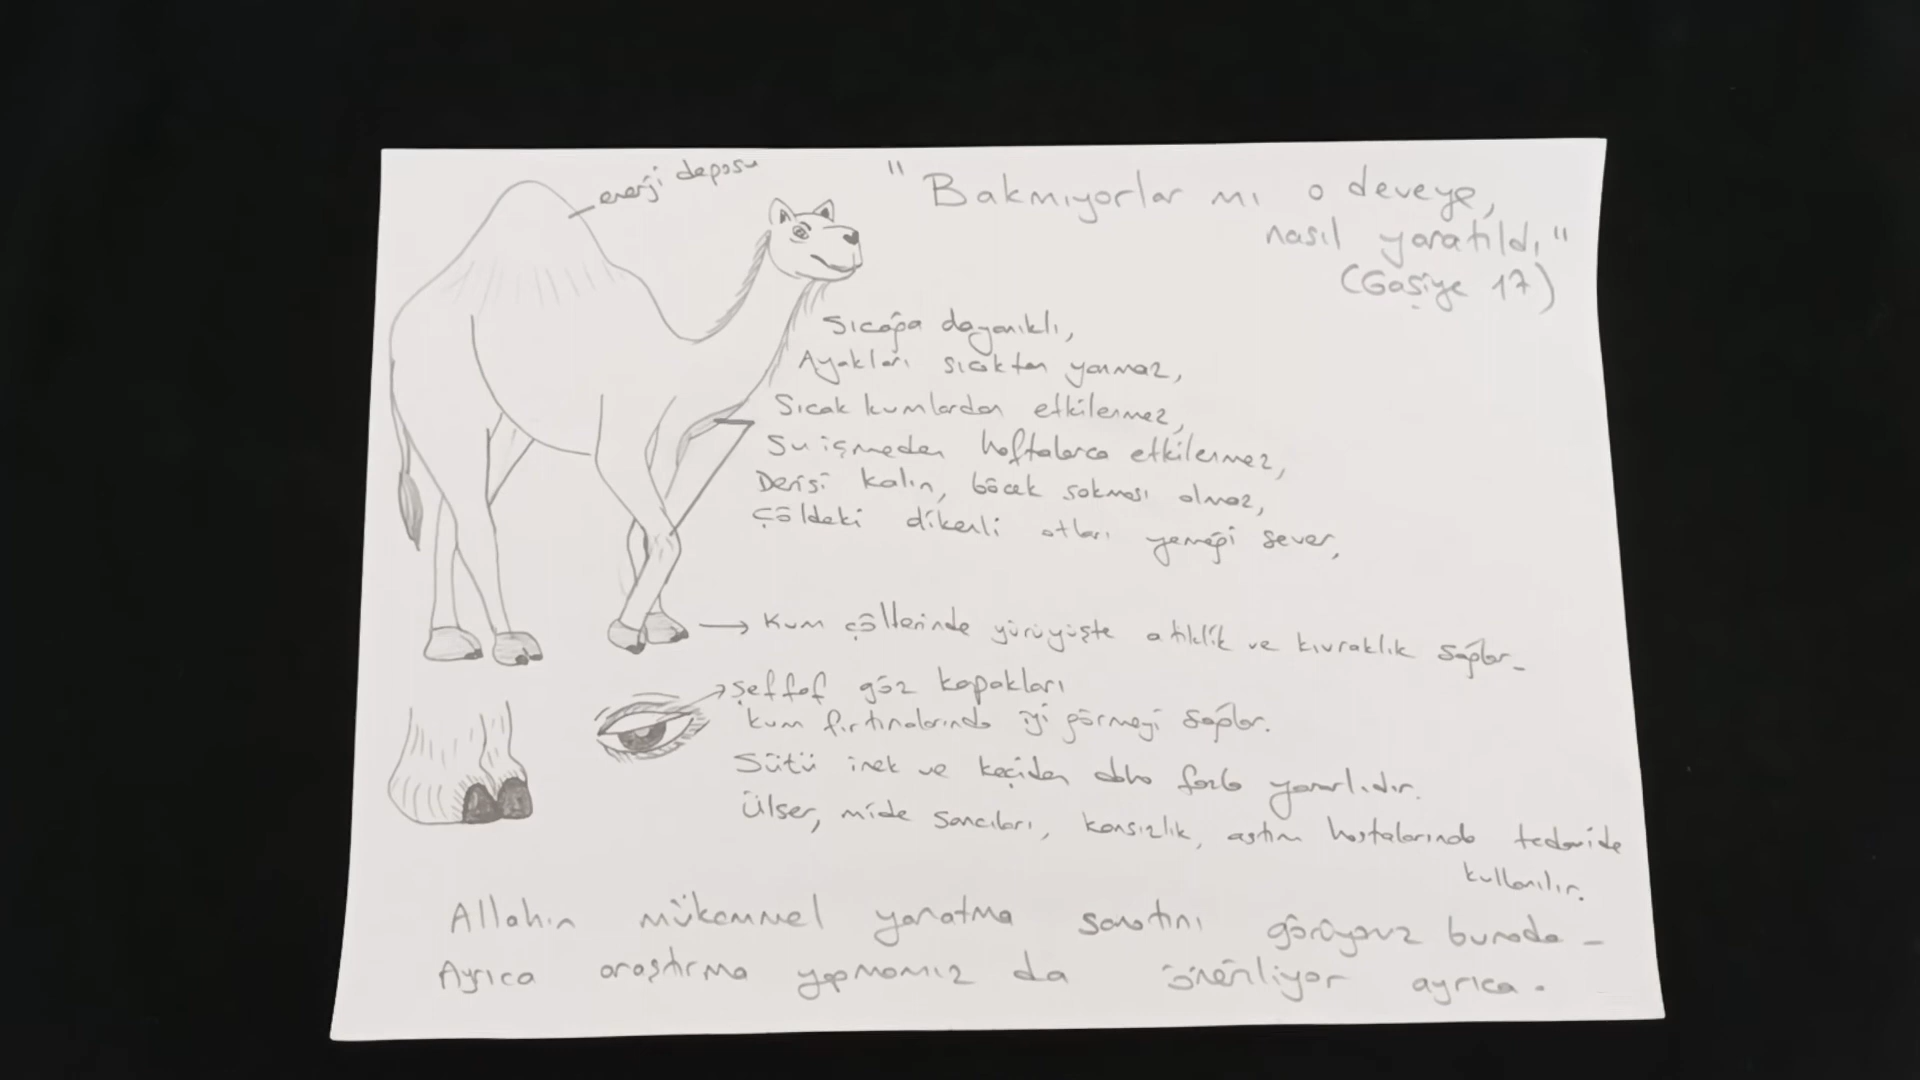 enerji deposu
"Bakmıyorlar mı o deveye,
nasıl yaratıldı"
(Gaşiye 17)
Sıcağa dayanıklı,
Ayakları sıcaktan yanmaz,
Sıcak kumlardan etkilenmez,
Su içmeden haftalarca etkilenmez,
Derisi kalın, böcek sokması olmaz,
Çöldeki dikenli otları yemeği sever,
→ Kum çöllerinde yürüyüşte atiklik ve kıvraklık sağlar.
→ şeffaf göz kapakları
kum fırtınalarında iyi görmeyi sağlar.
Sütü inek ve keçiden daha fazla yararlıdır.
Ülser, mide sancıları, kansızlık, astım hastalarında tedavide
kullanılır.
Allahın mükemmel yaratma sanatını görüyoruz burada -
Ayrıca araştırma yapmamız da öneriliyor ayrıca.